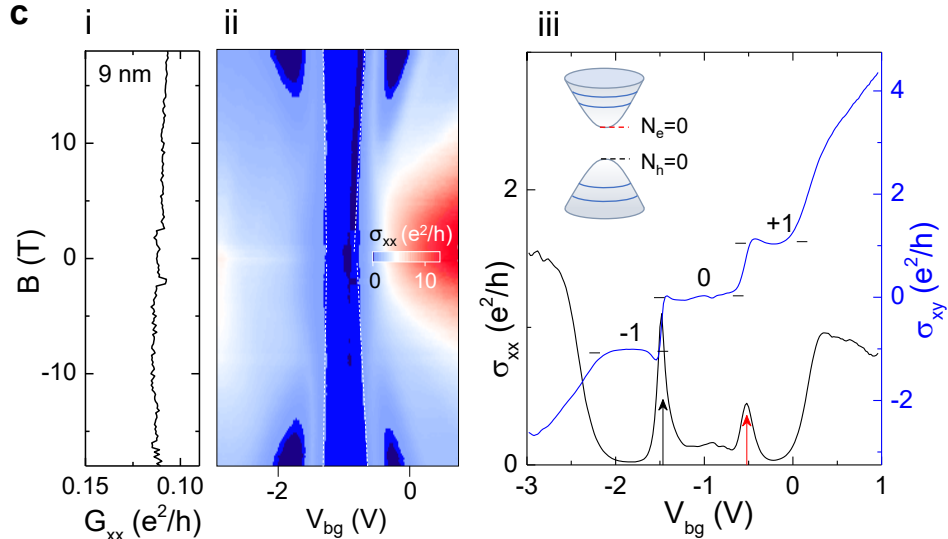 c
i
ii
iii
9 nm
10
0
-10
B (T)
0.15
0.10
G_xx (e²/h)
σ_xx (e²/h)
0
10
−2
0
V_bg (V)
N_e=0
N_h=0
+1
0
-1
2
0
σ_xx (e²/h)
4
2
0
-2
σ_xy (e²/h)
-3
-2
-1
0
1
V_bg (V)